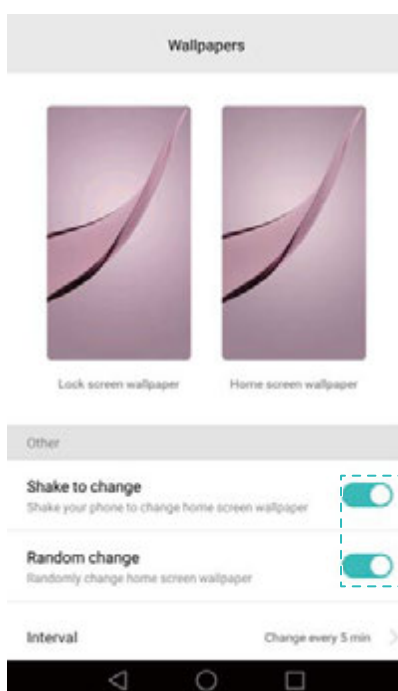 Wallpapers
Lock screen wallpaper Home screen wallpaper
Other
Shake to change
Shake your phone to change home screen wallpaper
Random change
Randomly change home screen wallpaper
Interval Change every 5 min